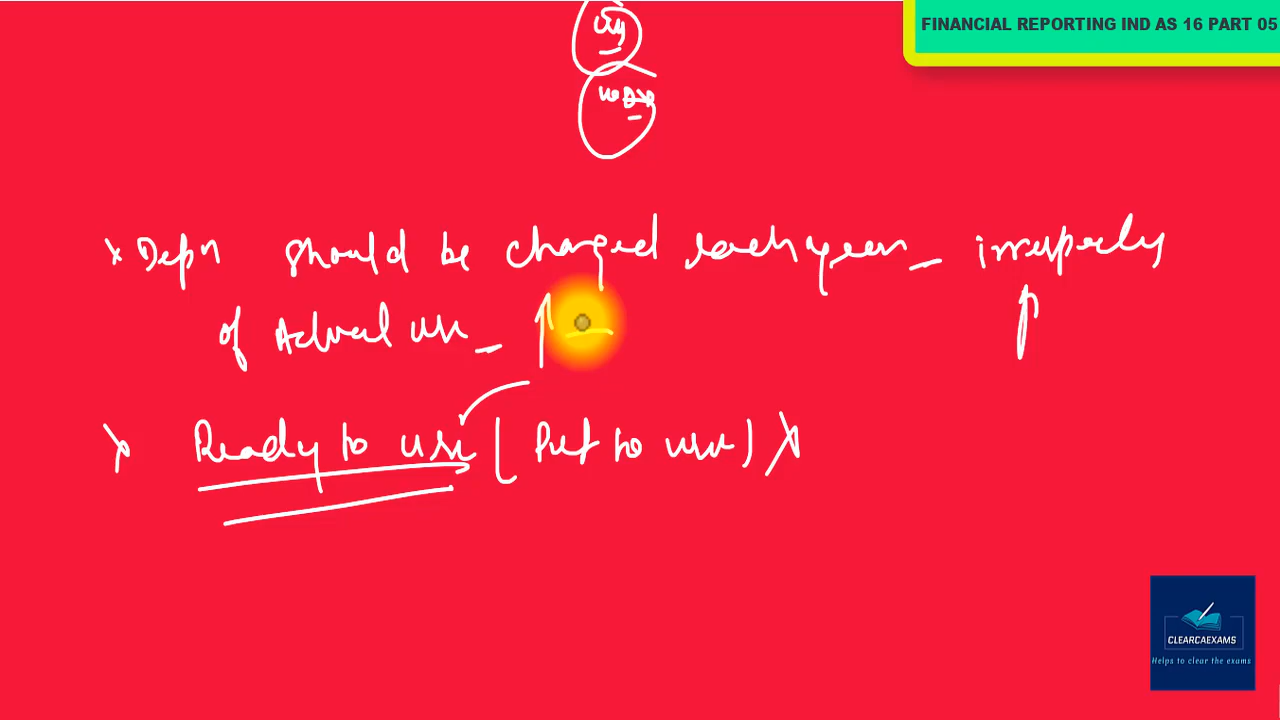 FINANCIAL REPORTING IND AS 16 PART 05
* Depn should be charged each year - irrespectively
of Actual use -
Ready to use (Put to use) X
CLEARCAEXAMS
Helps to clear the exams